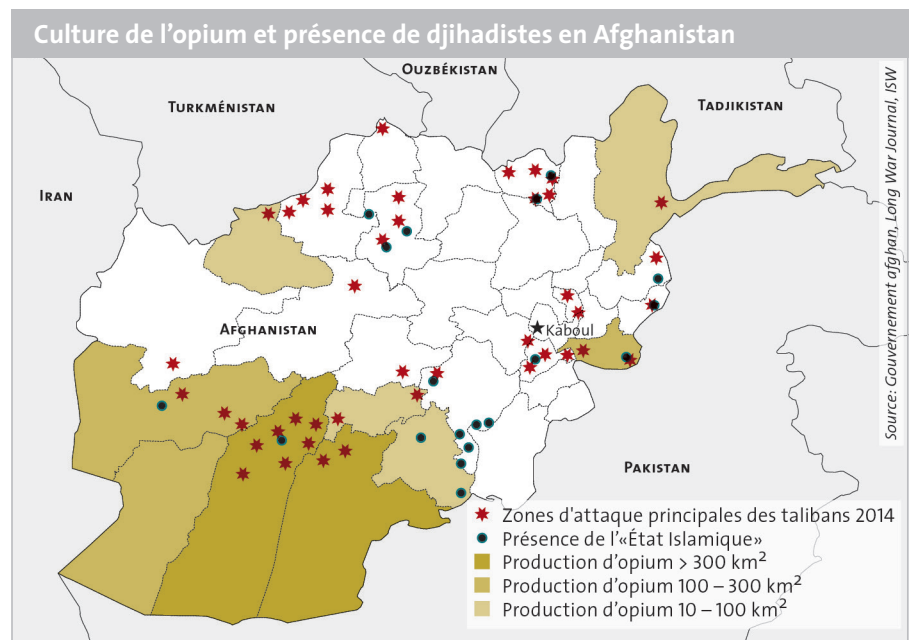 Culture de l’opium et présence de djihadistes en Afghanistan
OUZBÉKISTAN
TURKMÉNISTAN
TADJIKISTAN
IRAN
AFGHANISTAN
Kaboul
PAKISTAN
Zones d'attaque principales des talibans 2014
Présence de l’«État Islamique»
Production d’opium > 300 km²
Production d’opium 100 – 300 km²
Production d’opium 10 – 100 km²
Source: Gouvernement afghan, Long War Journal, ISW